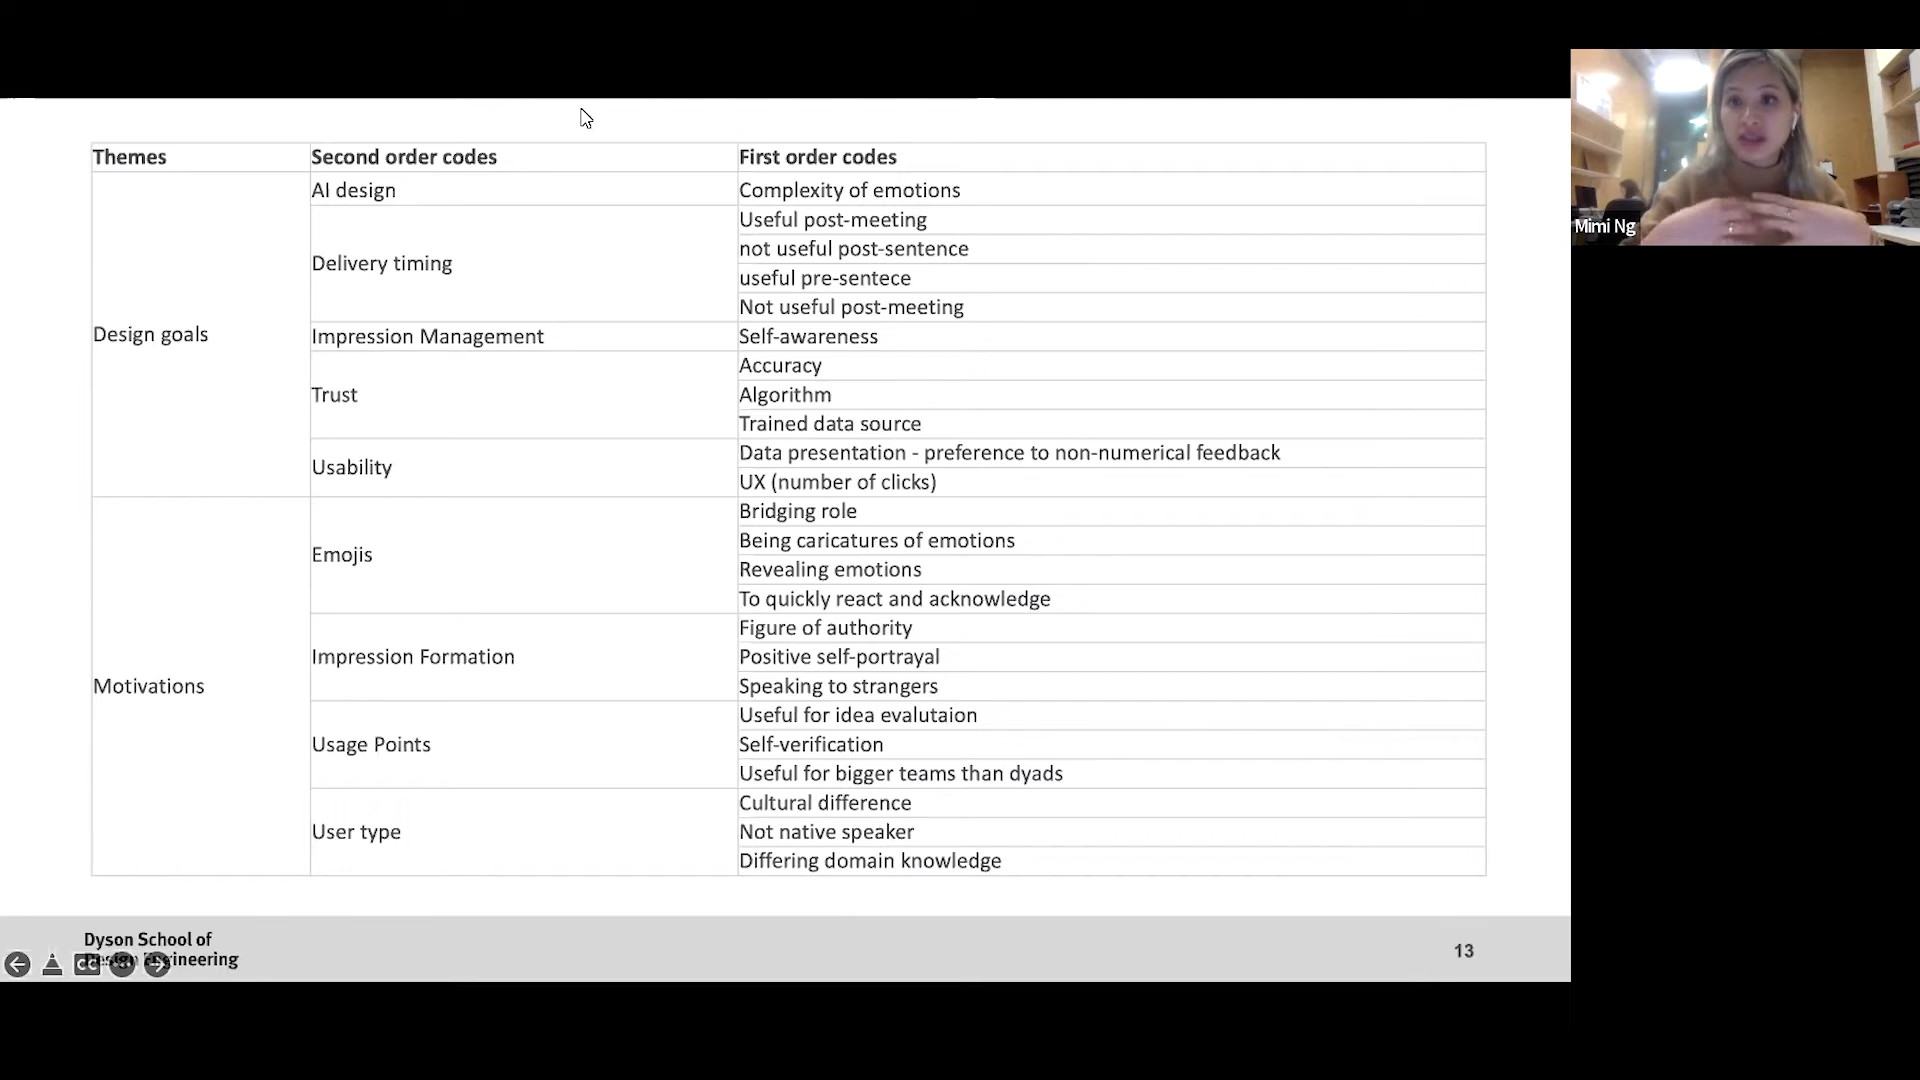 Themes Second order codes First order codes
AI design Complexity of emotions
Useful post-meeting
not useful post-sentence
Delivery timing
useful pre-sentece
Not useful post-meeting
Design goals
Impression Management Self-awareness
Accuracy
Trust Algorithm
Trained data source
Data presentation - preference to non-numerical feedback
Usability
UX (number of clicks)
Bridging role
Being caricatures of emotions
Emojis
Revealing emotions
To quickly react and acknowledge
Figure of authority
Impression Formation Positive self-portrayal
Motivations
Speaking to strangers
Useful for idea evalutaion
Usage Points Self-verification
Useful for bigger teams than dyads
Cultural difference
User type Not native speaker
Differing domain knowledge
Dyson School of
Design Engineering
CC
13
Mimi Ng